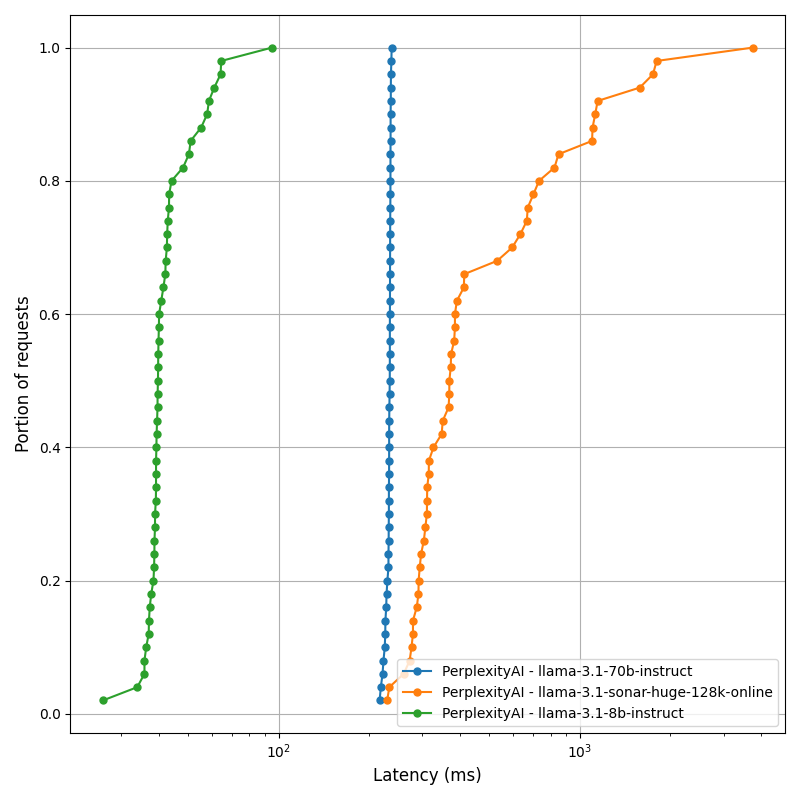 1.0
0.8
0.6
0.4
0.2
0.0
Portion of requests
PerplexityAI - llama-3.1-70b-instruct
PerplexityAI - llama-3.1-sonar-huge-128k-online
PerplexityAI - llama-3.1-8b-instruct
10²
10³
Latency (ms)